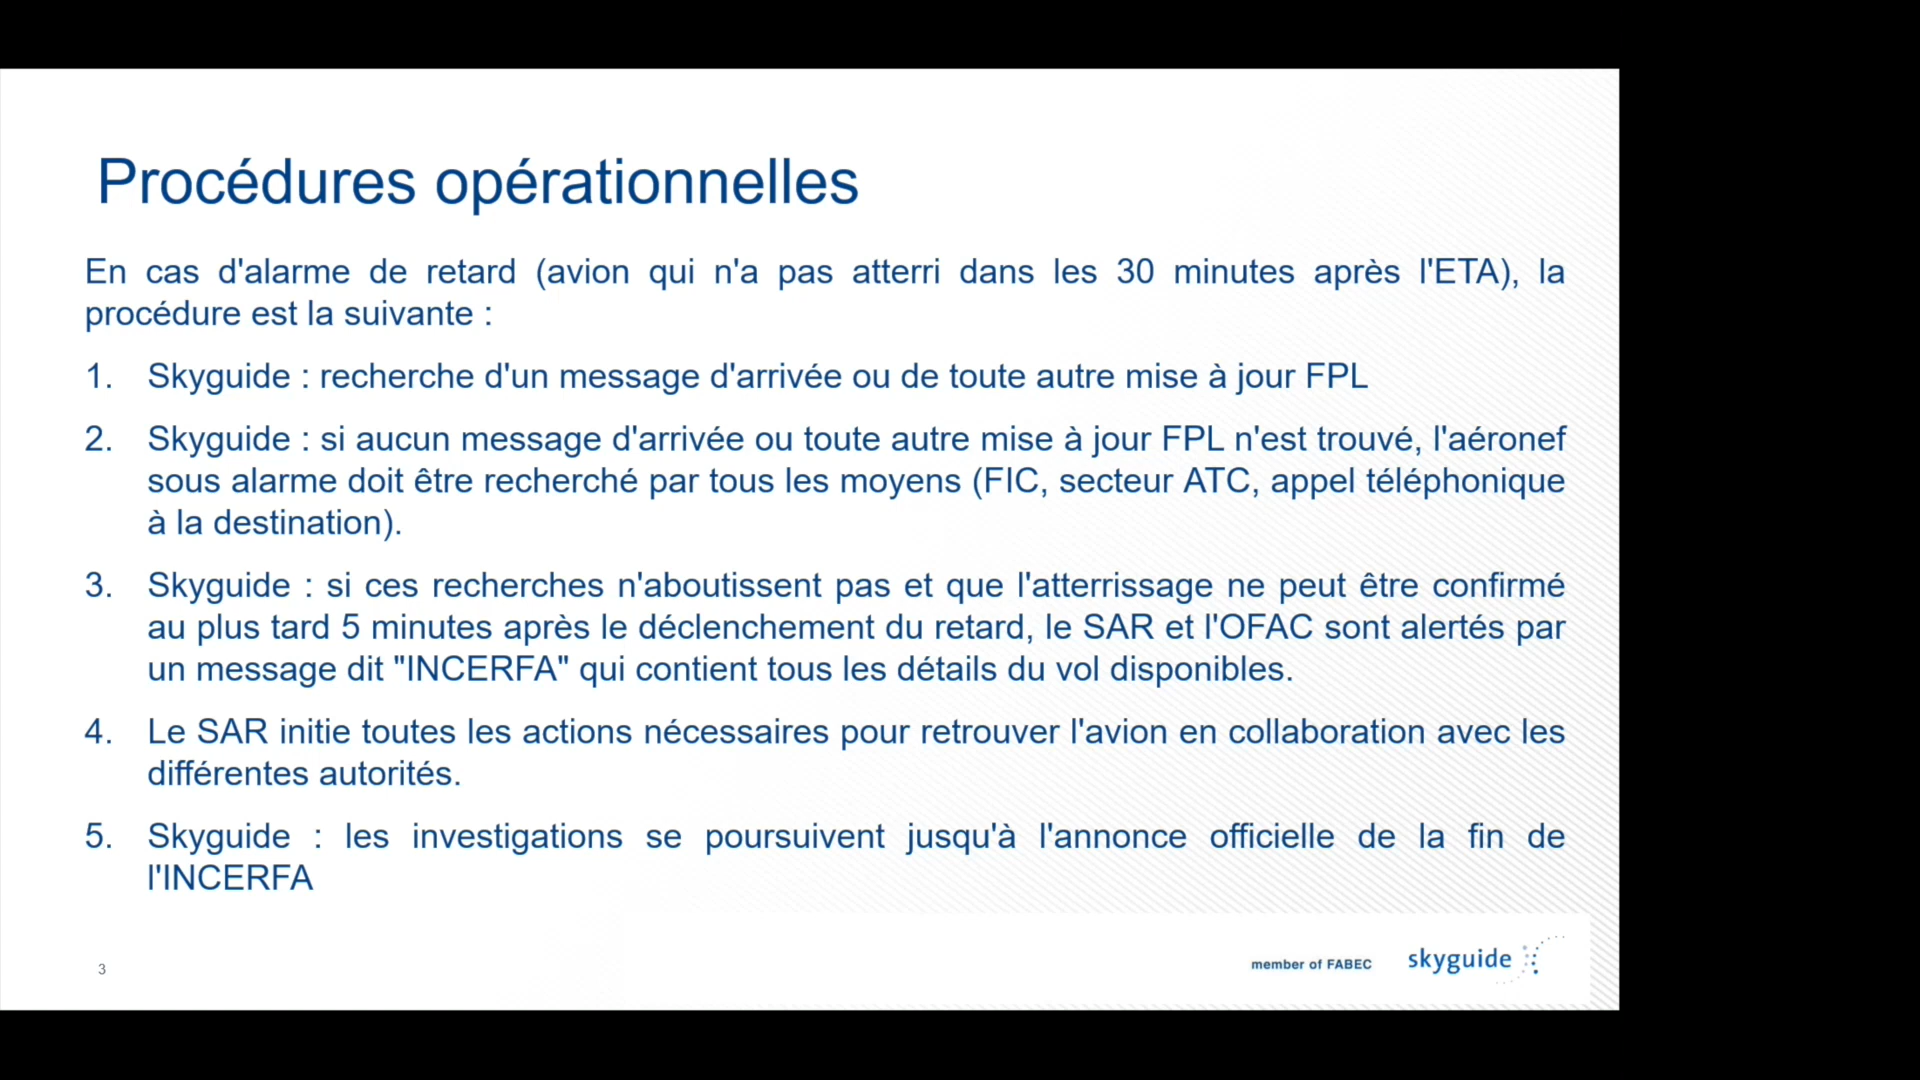 Procédures opérationnelles
En cas d'alarme de retard (avion qui n'a pas atterri dans les 30 minutes après l'ETA), la
procédure est la suivante :
1. Skyguide : recherche d'un message d'arrivée ou de toute autre mise à jour FPL
2. Skyguide : si aucun message d'arrivée ou toute autre mise à jour FPL n'est trouvé, l'aéronef
sous alarme doit être recherché par tous les moyens (FIC, secteur ATC, appel téléphonique
à la destination).
3. Skyguide : si ces recherches n'aboutissent pas et que l'atterrissage ne peut être confirmé
au plus tard 5 minutes après le déclenchement du retard, le SAR et l'OFAC sont alertés par
un message dit "INCERFA" qui contient tous les détails du vol disponibles.
4. Le SAR initie toutes les actions nécessaires pour retrouver l'avion en collaboration avec les
différentes autorités.
5. Skyguide : les investigations se poursuivent jusqu'à l'annonce officielle de la fin de
l'INCERFA
3
member of FABEC
skyguide